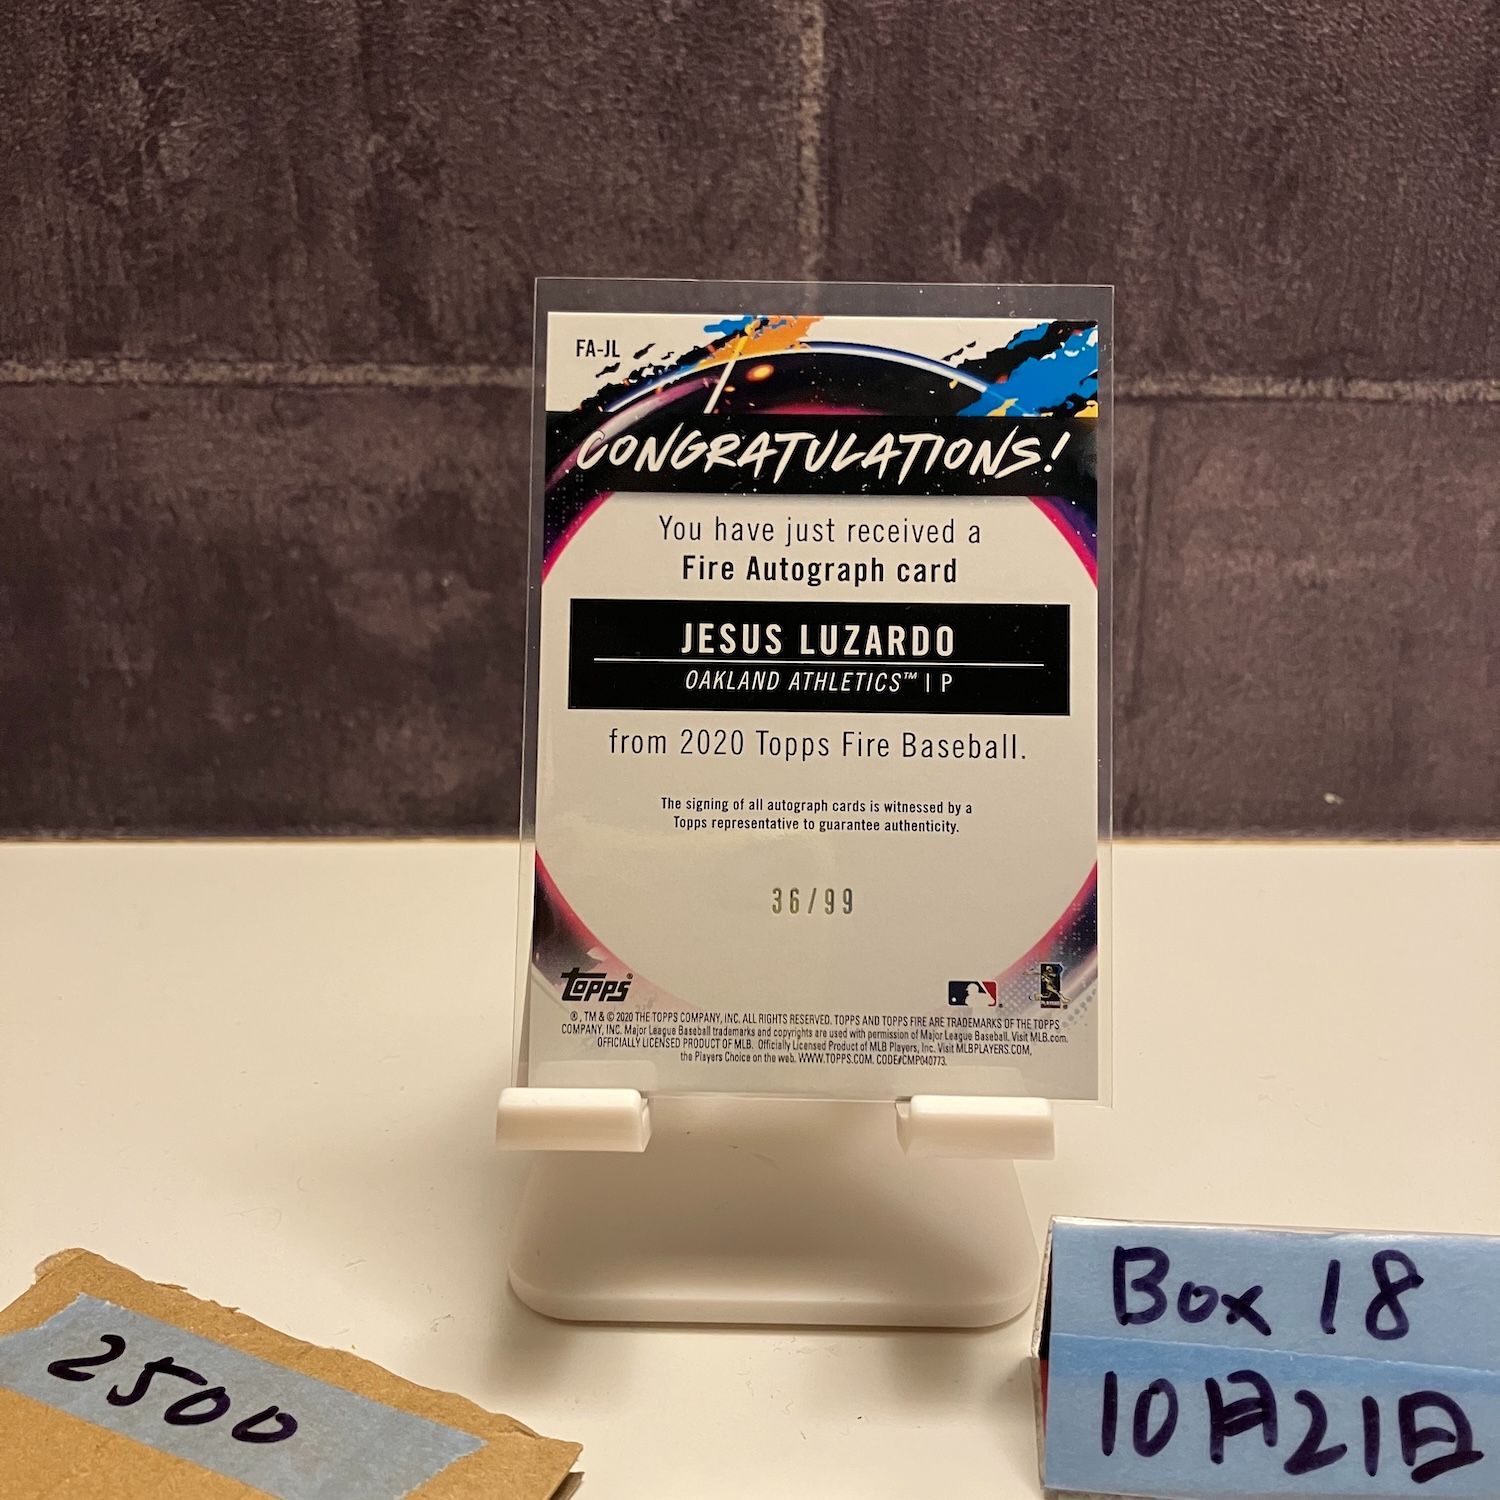 FA-JL
CONGRATULATIONS!
You have just received a
Fire Autograph card
JESUS LUZARDO
OAKLAND ATHLETICS™ | P
from 2020 Topps Fire Baseball.
The signing of all autograph cards is witnessed by a
Topps representative to guarantee authenticity.
36/99
TOPPS®
®, TM & © 2020 THE TOPPS COMPANY, INC. ALL RIGHTS RESERVED. TOPPS AND TOPPS FIRE ARE TRADEMARKS OF THE TOPPS
COMPANY, INC. Major League Baseball trademarks and copyrights are used with permission of Major League Baseball. Visit MLB.com.
OFFICIALLY LICENSED PRODUCT OF MLB. Officially Licensed Product of MLB Players, Inc. Visit MLBPLAYERS.COM,
the Players Choice on the web. WWW.TOPPS.COM. CODE#CMP040773.
2500
Box 18
10月21日